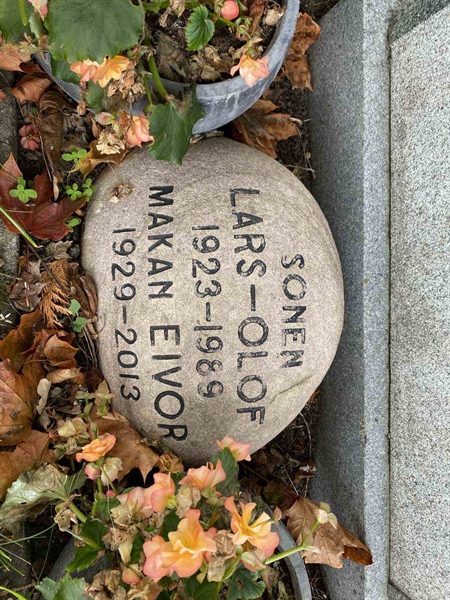 SONEN
LARS-OLOF
1923-1989
MAKAN EIVOR
1929-2013